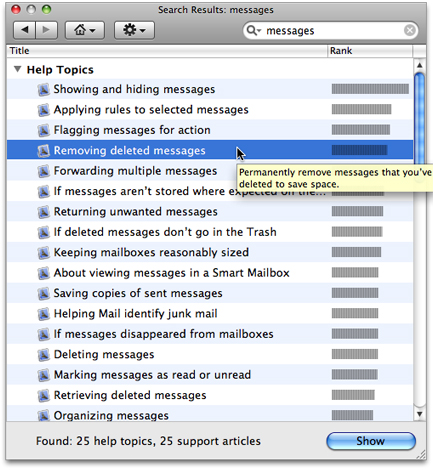 Search Results: messages
messages
Title Rank
Help Topics
Showing and hiding messages
Applying rules to selected messages
Flagging messages for action
Removing deleted messages
Forwarding multiple messages
Permanently remove messages that you've
deleted to save space.
If messages aren't stored where expected on the...
Returning unwanted messages
If deleted messages don't go in the Trash
Keeping mailboxes reasonably sized
About viewing messages in a Smart Mailbox
Saving copies of sent messages
Helping Mail identify junk mail
If messages disappeared from mailboxes
Deleting messages
Marking messages as read or unread
Retrieving deleted messages
Organizing messages
Found: 25 help topics, 25 support articles
Show